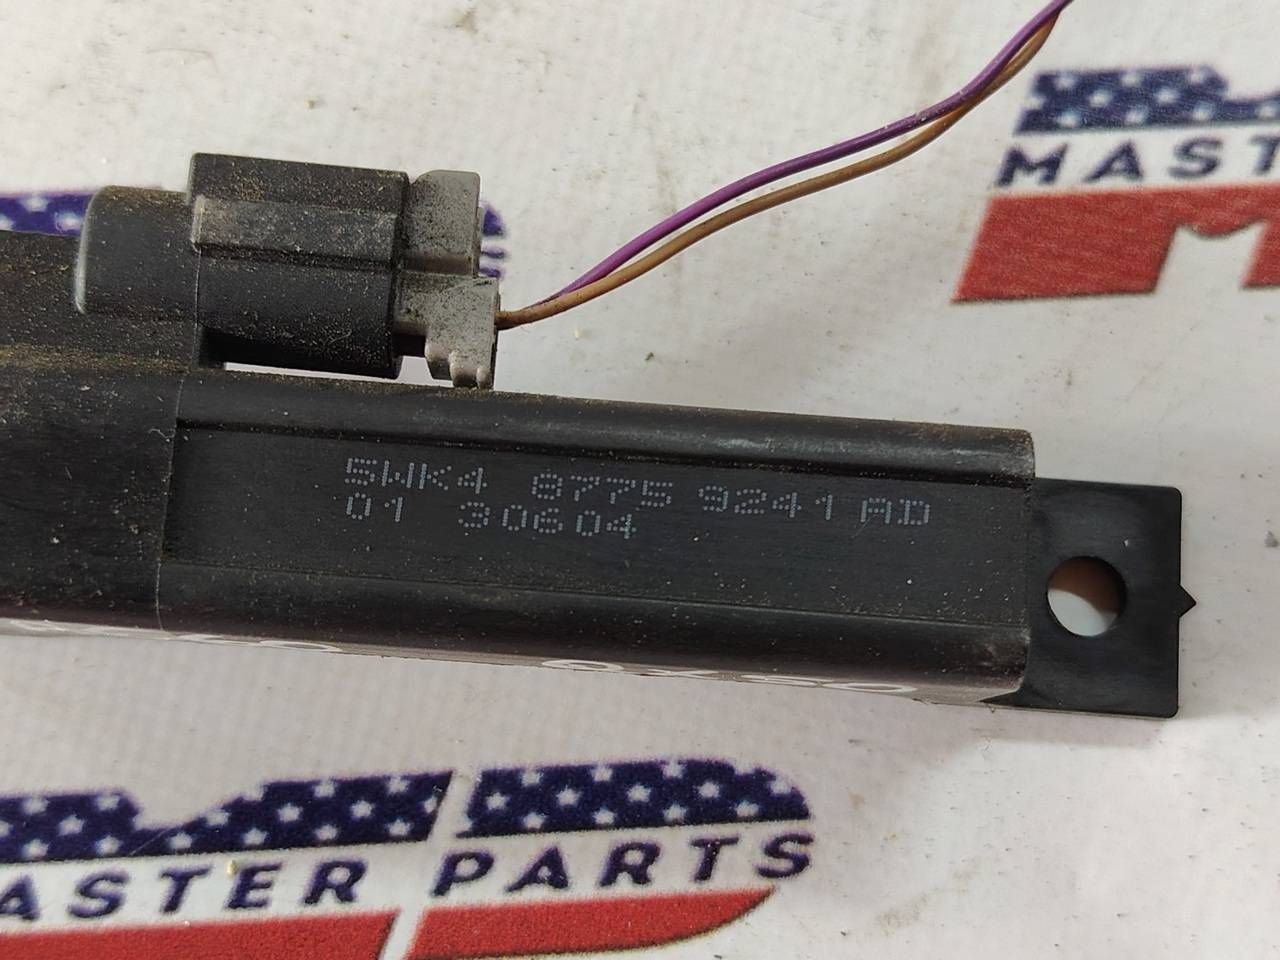 MAST
5WK4 8775 9241 AD
01 30604
ASTER PARTS